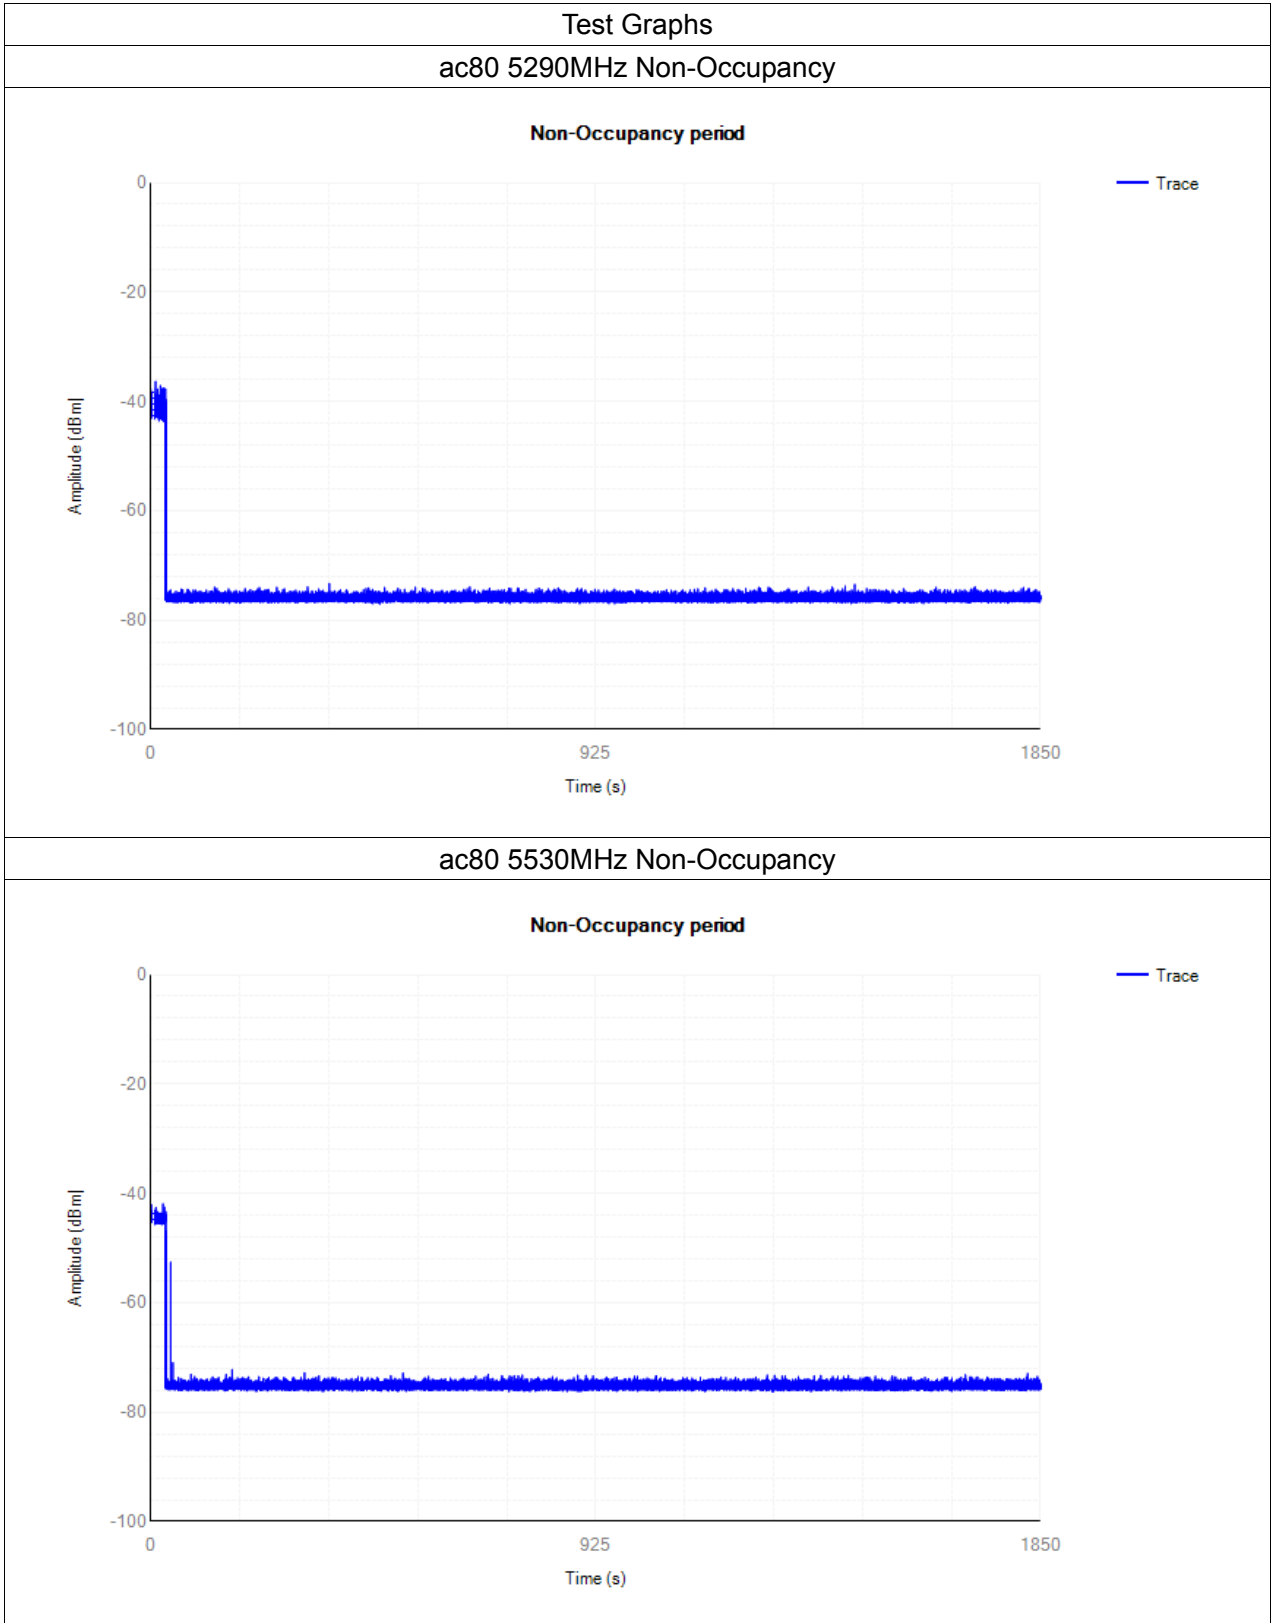 Test Graphs
ac80 5290MHz Non-Occupancy
Non-Occupancy period
Trace
0
-20
-40
-60
-80
-100
Amplitude [dBm]
0 925 1850
Time (s)
ac80 5530MHz Non-Occupancy
Non-Occupancy period
Trace
0
-20
-40
-60
-80
-100
Amplitude [dBm]
0 925 1850
Time (s)